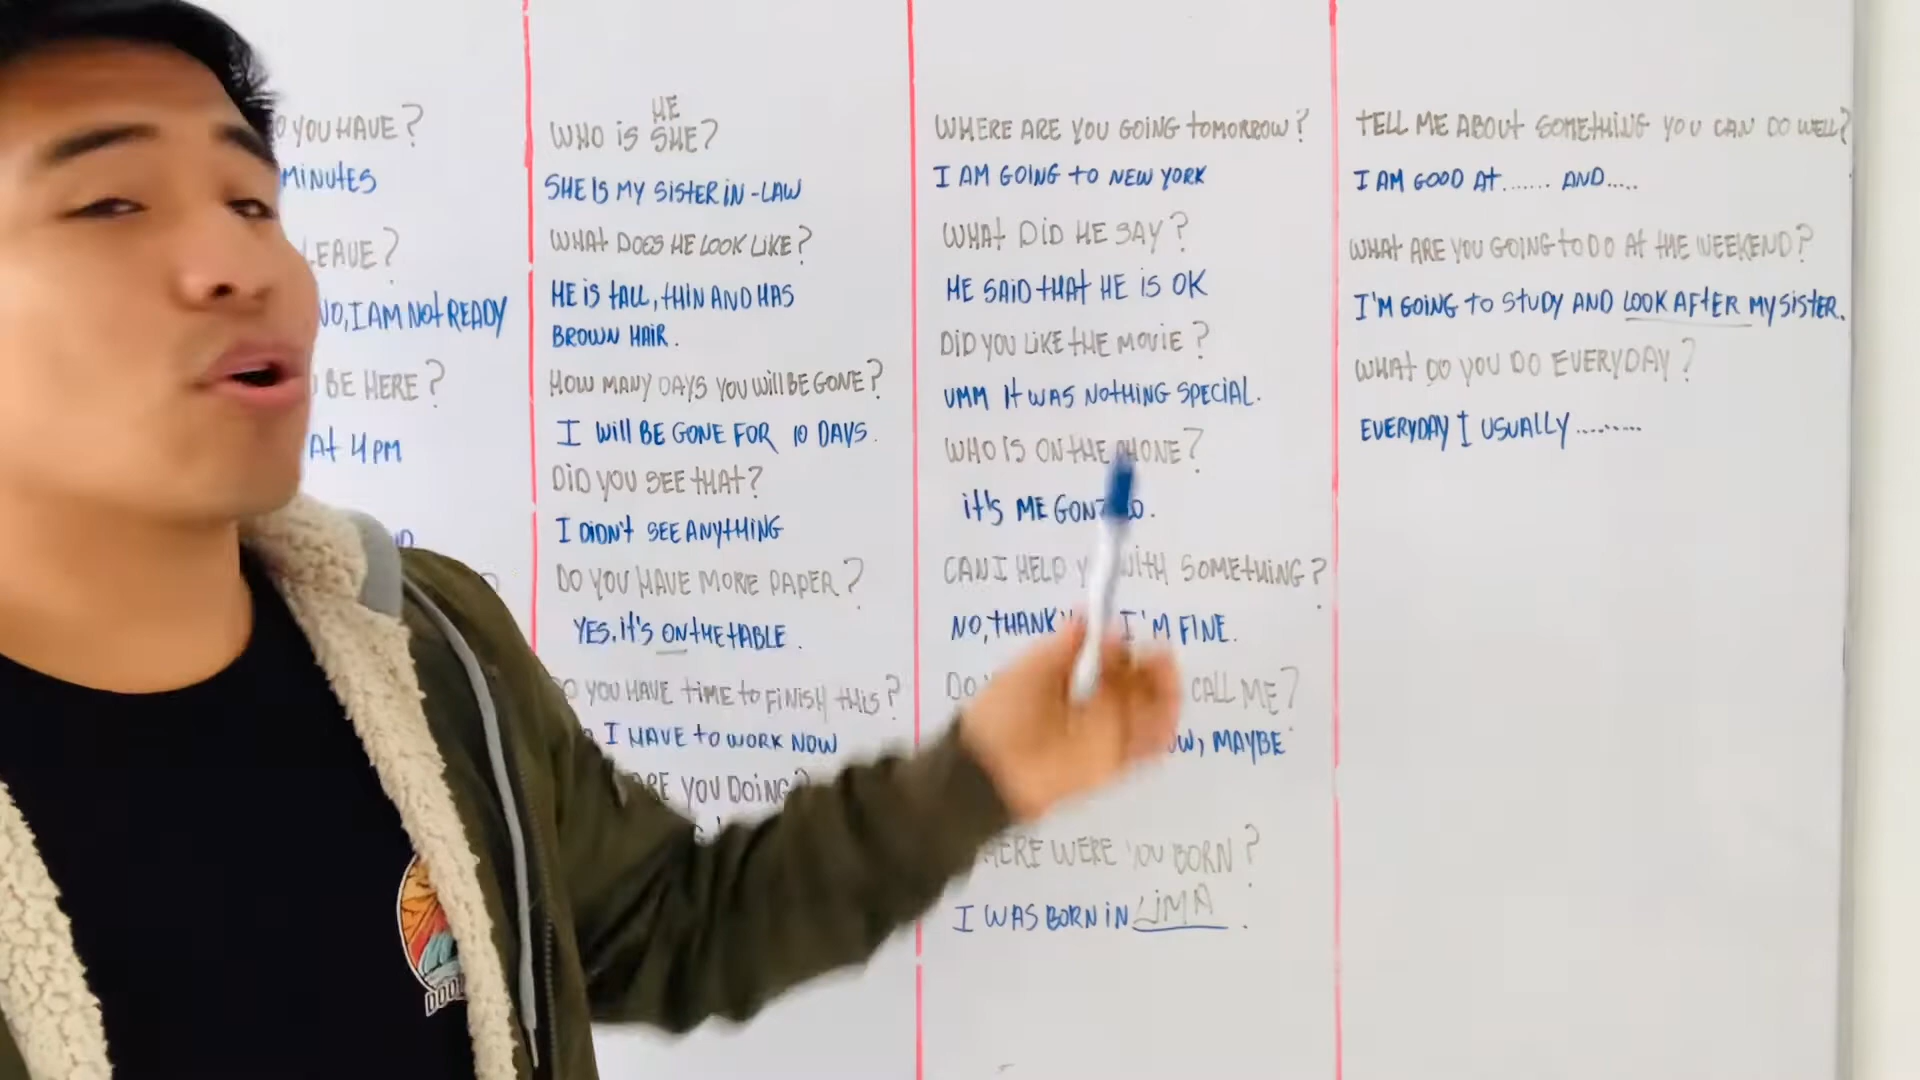 YOU HAVE?
MINUTES
LEAVE?
NO, I AM NOT READY
BE HERE?
At 4 PM
HE
WHO iS SHE?
SHE IS MY SISTER iN-LAW
WHAt DOES HE LOOK LIKE?
HE iS tALL, tHiN AND HAS
BROWN HAIR.
HOW MANY DAYS YOU WiLL BE GONE?
I WiLL BE GONE FOR 10 DAYS.
DiD YOU SEE tHAt?
I DIDN't SEE ANYtHING
DO YOU HAVE MORE PAPER?
YES, it'S ON tHE tABLE.
YOU HAVE tiME to FiNiSH tHiS?
I HAVE to WORK NOW
YOU DOiNG?
WHERE ARE YOU GOING tOMORROW?
I AM GOING tO NEW YORK
WHAt DiD HE SAY?
HE SAiD tHAt HE iS OK
DiD YOU LiKE tHE MOViE?
UMM It WAS NOtHiNG SPECiAL.
WHO IS ON tHE PHONE?
it'S ME
CAN I HELP WitH SOMEtHiNG?
NO, tHANK I'M FINE.
DO CALL ME?
MAYBE
WERE YOU BORN?
I WAS BORN iN LiMA.
tELL ME ABOUt SOMEtHiNG YOU CAN DO WELL?
I AM GOOD At....... AND.....
WHAt ARE YOU GOiNG tO DO At tHE WEEKEND?
I'M GOiNG tO StUDY AND LOOK AFtER MY SiStER.
WHAt DO YOU DO EVERYDAY?
EVERYDAY I USUALLY.........